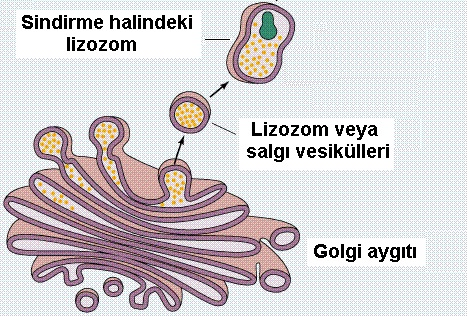 Sindirme halindeki
lizozom
Lizozom veya
salgı vesikülleri
Golgi aygıtı